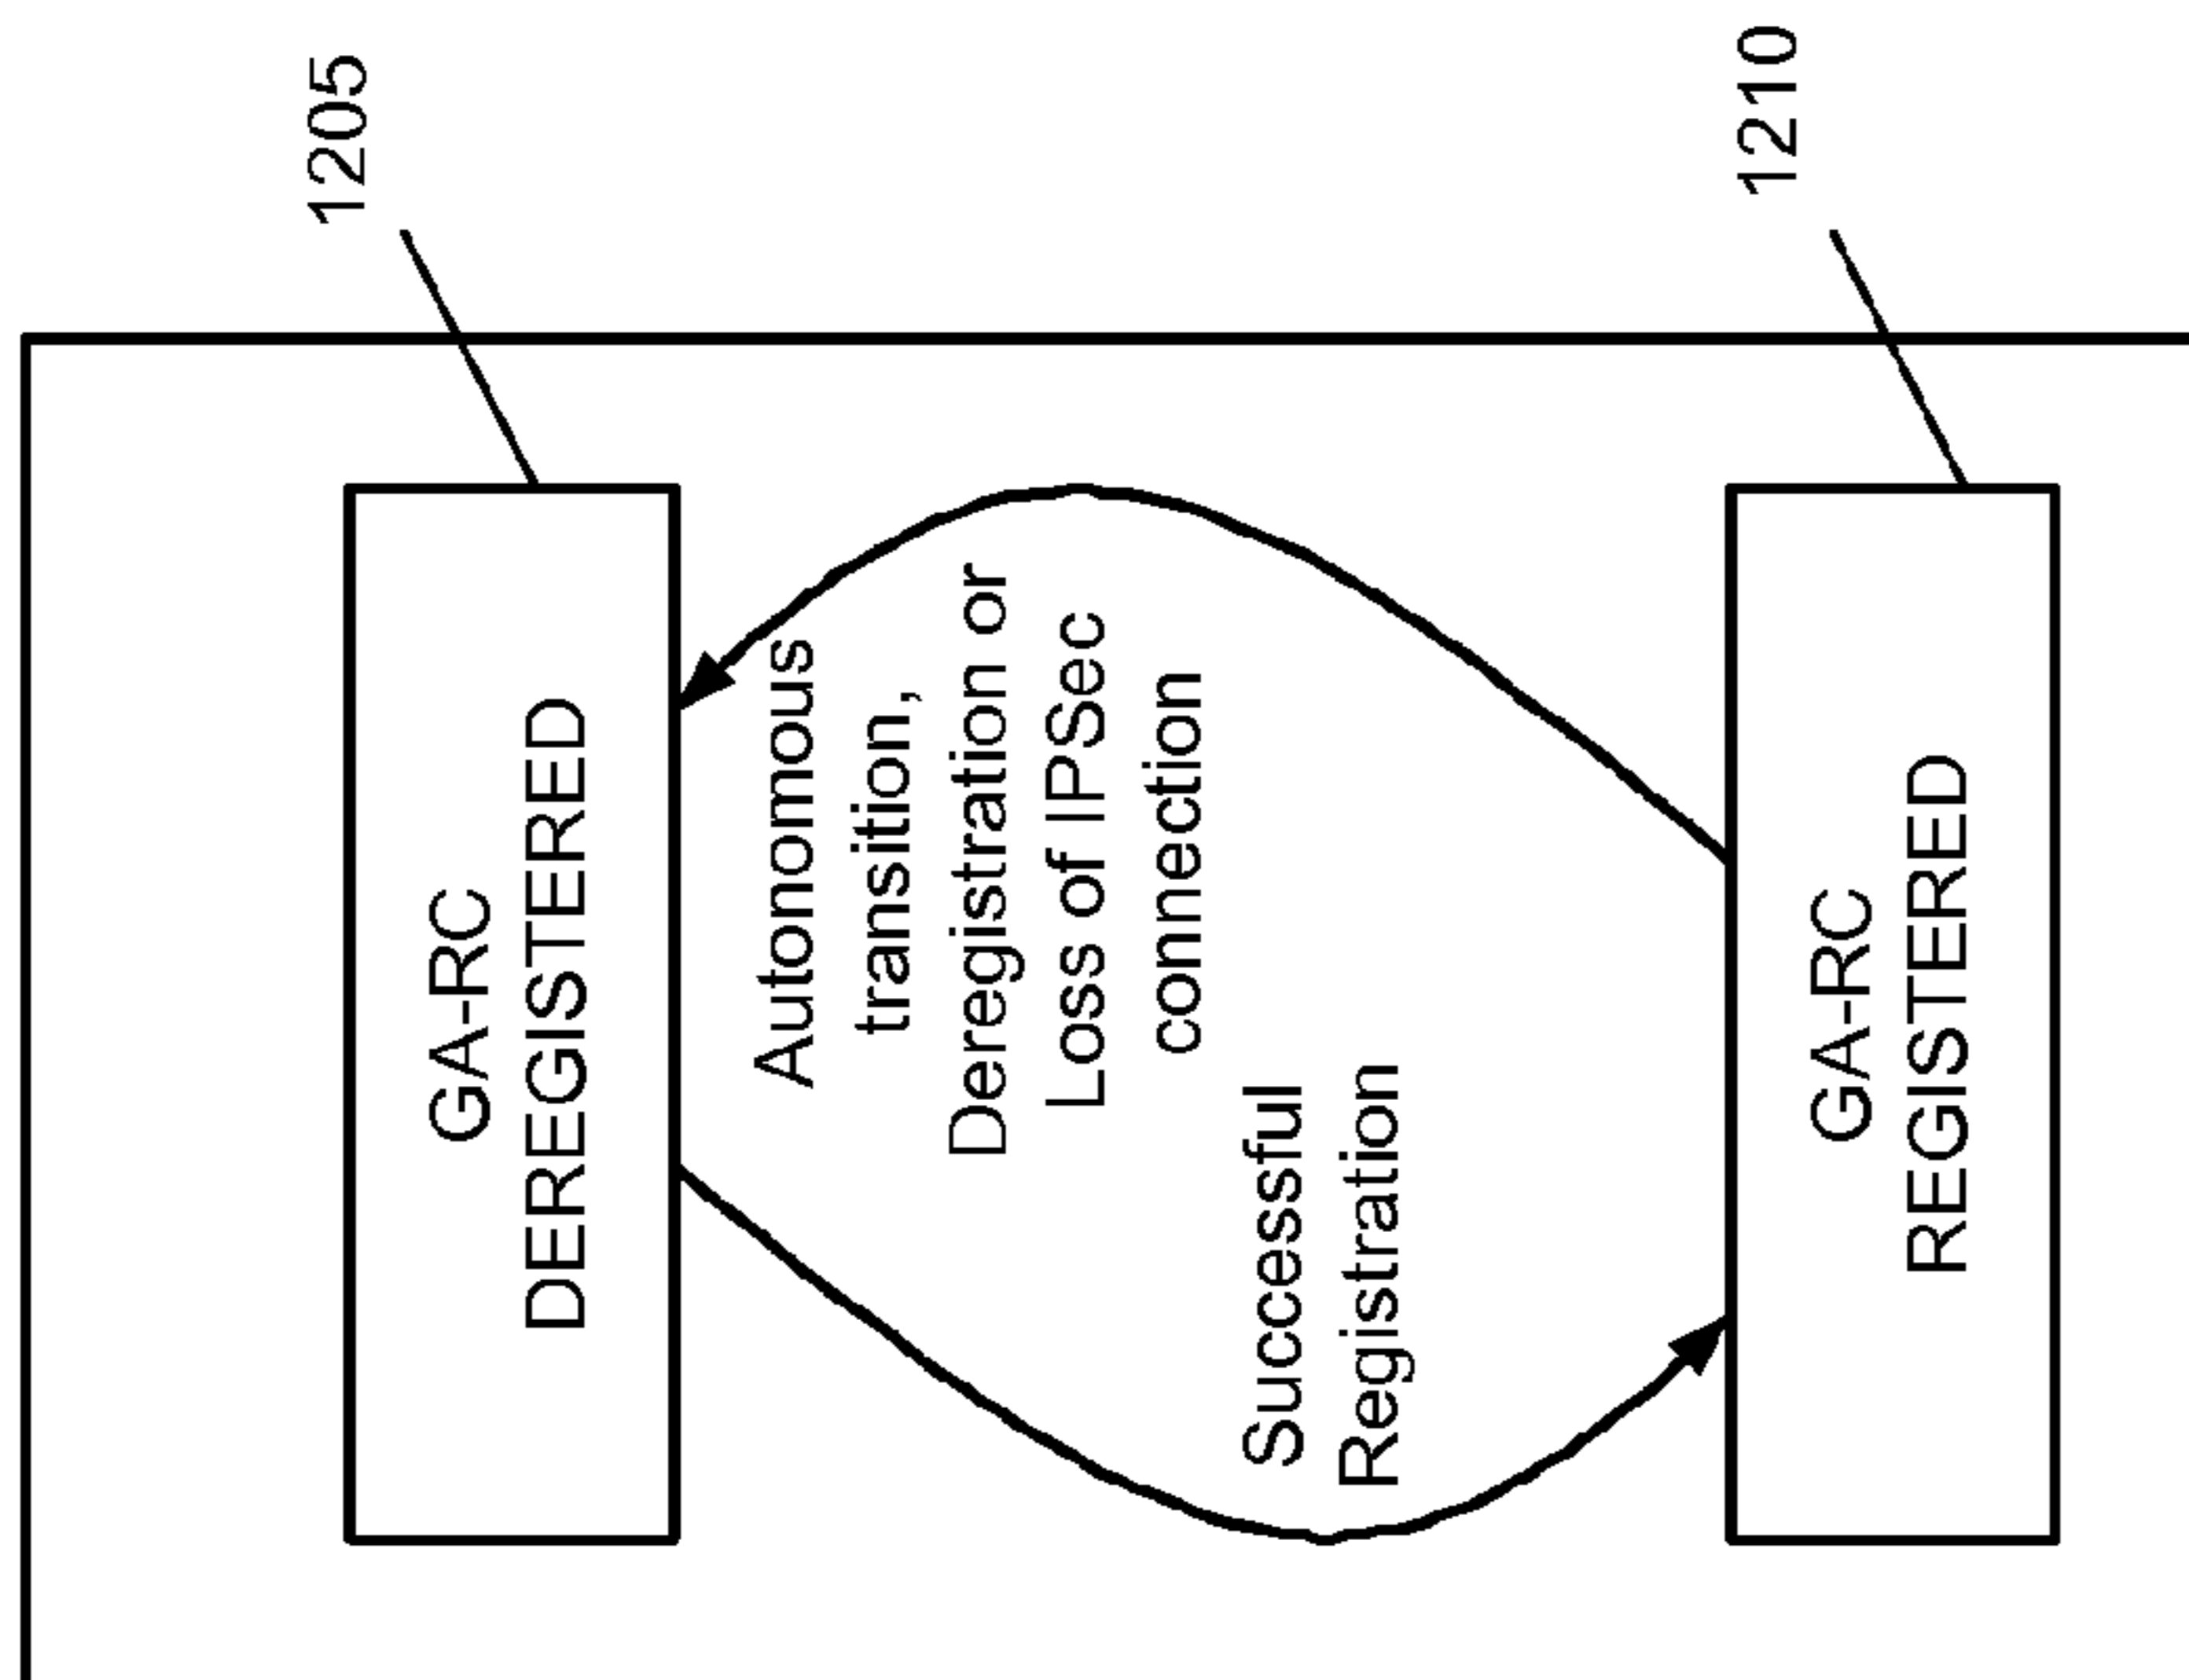 1205
GA-RC
DEREGISTERED
Autonomous
transition,
Deregistration or
Loss of IPSec
connection
Successful
Registration
GA-RC
REGISTERED
1210